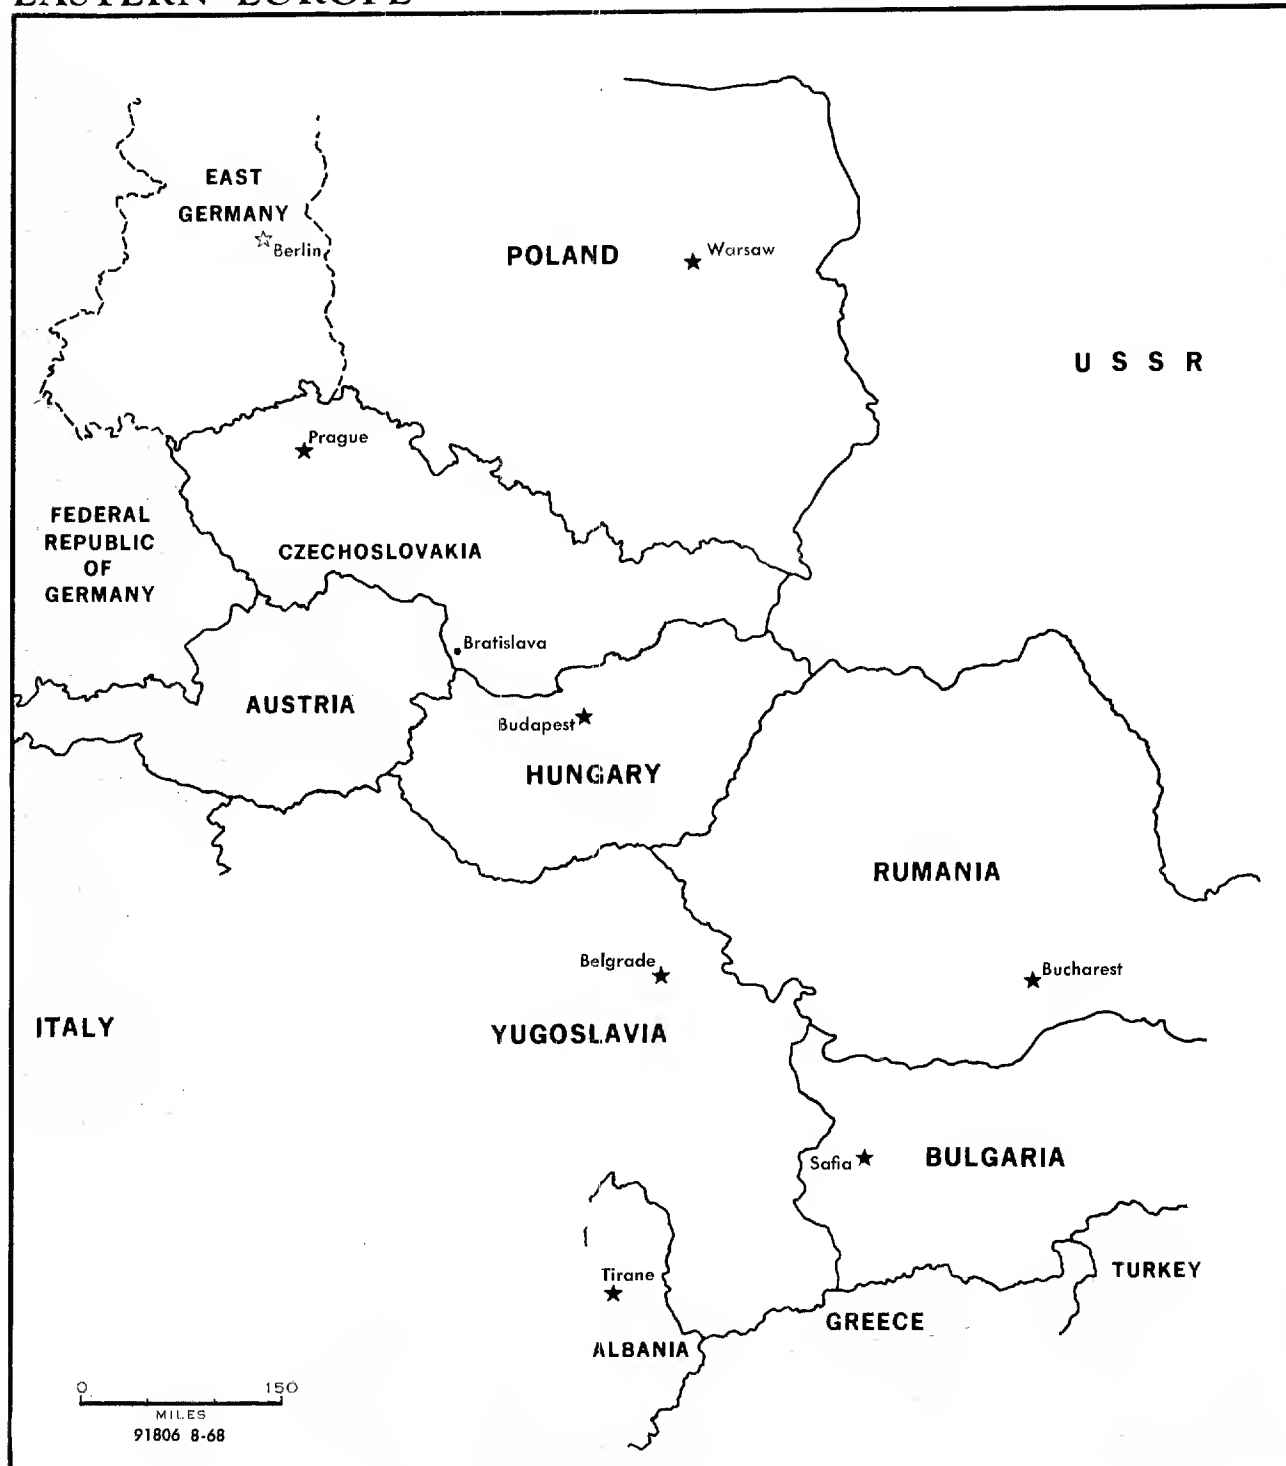 EASTERN EUROPE
EAST
GERMANY
Berlin
POLAND
Warsaw
U S S R
Prague
FEDERAL
REPUBLIC
OF
GERMANY
CZECHOSLOVAKIA
Bratislava
AUSTRIA
Budapest
HUNGARY
RUMANIA
Belgrade
Bucharest
ITALY
YUGOSLAVIA
Safia
BULGARIA
Tirane
TURKEY
GREECE
ALBANIA
0 150
MILES
91806 8-68